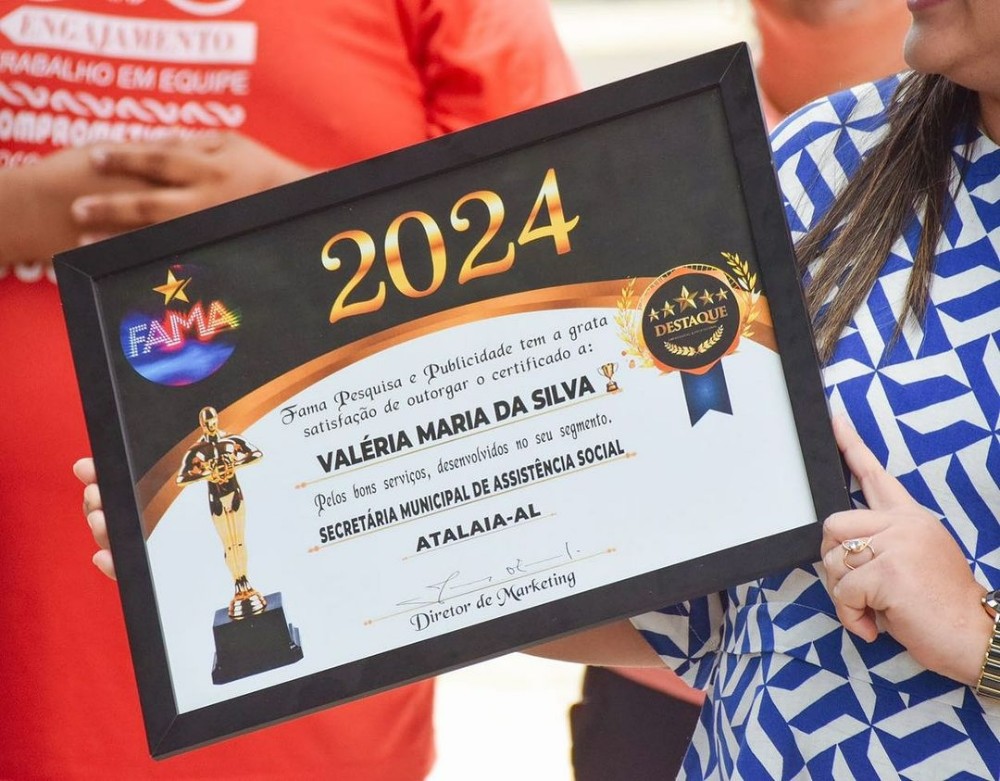 ENGAJAMENTO
TRABALHO EM EQUIPE
2024
FAMA
DESTAQUE
Fama Pesquisa e Publicidade tem a grata
satisfação de outorgar o certificado a:
VALÉRIA MARIA DA SILVA
Pelos bons serviços, desenvolvidos no seu segmento.
SECRETÁRIA MUNICIPAL DE ASSISTÊNCIA SOCIAL
ATALAIA-AL
Diretor de Marketing